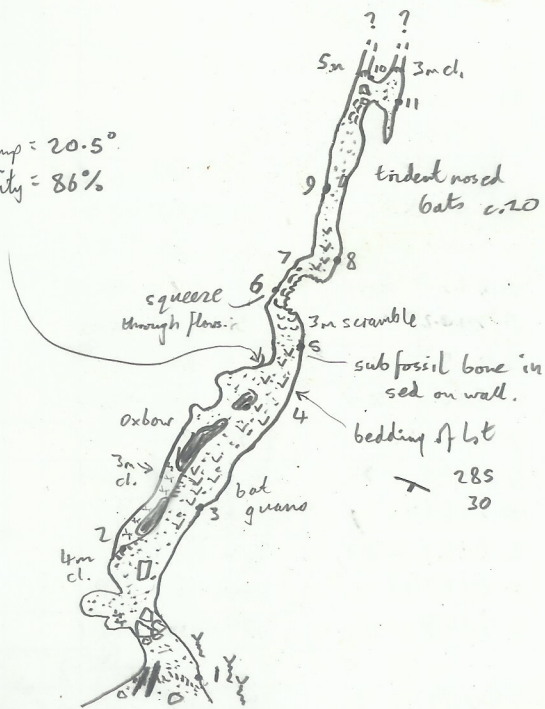 ? ?
5m 10 3m cl.
11
mp = 20.5°
ity = 86%
9
trident nosed
bats c.20
7
8
6
squeeze
through flows.
3m scramble
5
subfossil bone in
sed on wall.
4
Oxbow
bedding of lst
3m
cl.
285
30
bat
guano
3
2
4m
cl.
1